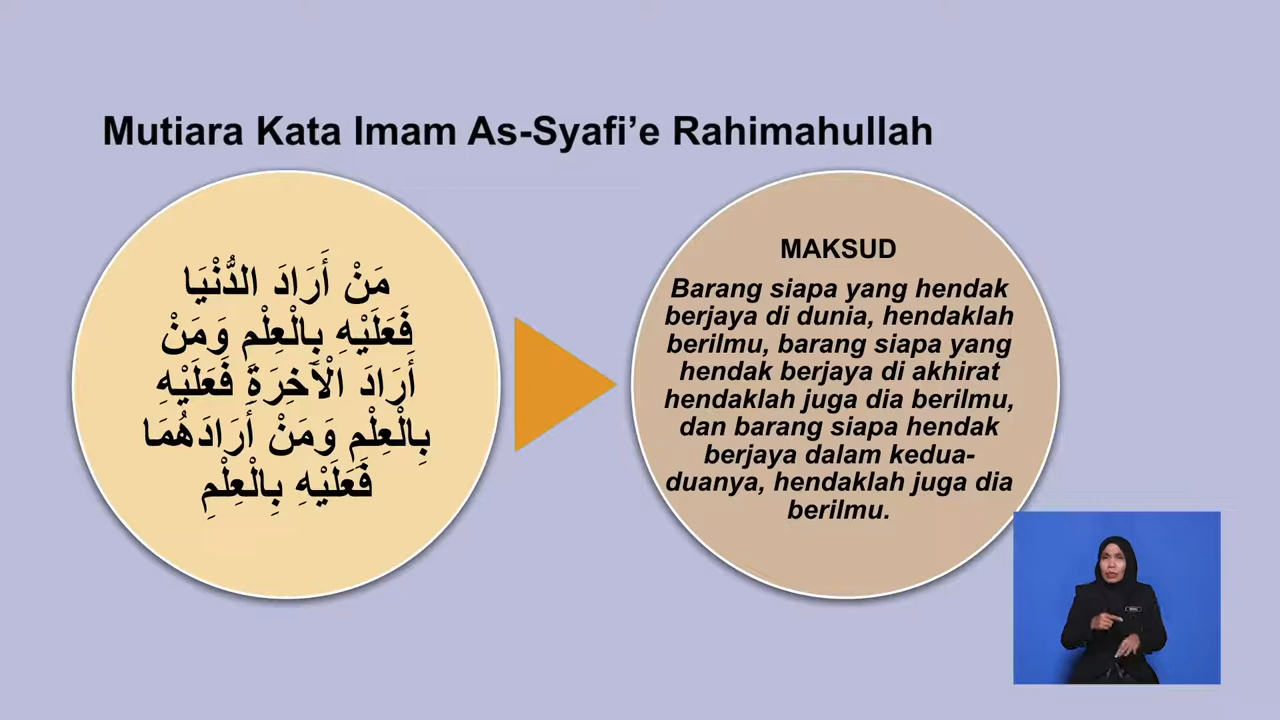 Mutiara Kata Imam As-Syafi’e Rahimahullah
مَنْ أَرَادَ الدُّنْيَا
فَعَلَيْهِ بِالْعِلْمِ وَمَنْ
أَرَادَ الْآخِرَةَ فَعَلَيْهِ
بِالْعِلْمِ وَمَنْ أَرَادَهُمَا
فَعَلَيْهِ بِالْعِلْمِ
MAKSUD
Barang siapa yang hendak
berjaya di dunia, hendaklah
berilmu, barang siapa yang
hendak berjaya di akhirat
hendaklah juga dia berilmu,
dan barang siapa hendak
berjaya dalam kedua-
duanya, hendaklah juga dia
berilmu.